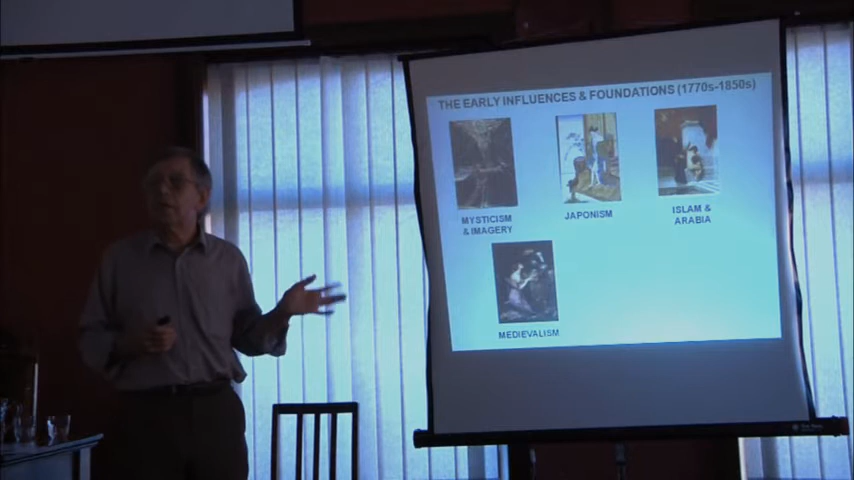 THE EARLY INFLUENCES & FOUNDATIONS (1770s-1850s)
MYSTICISM
& IMAGERY
JAPONISM
ISLAM &
ARABIA
MEDIEVALISM